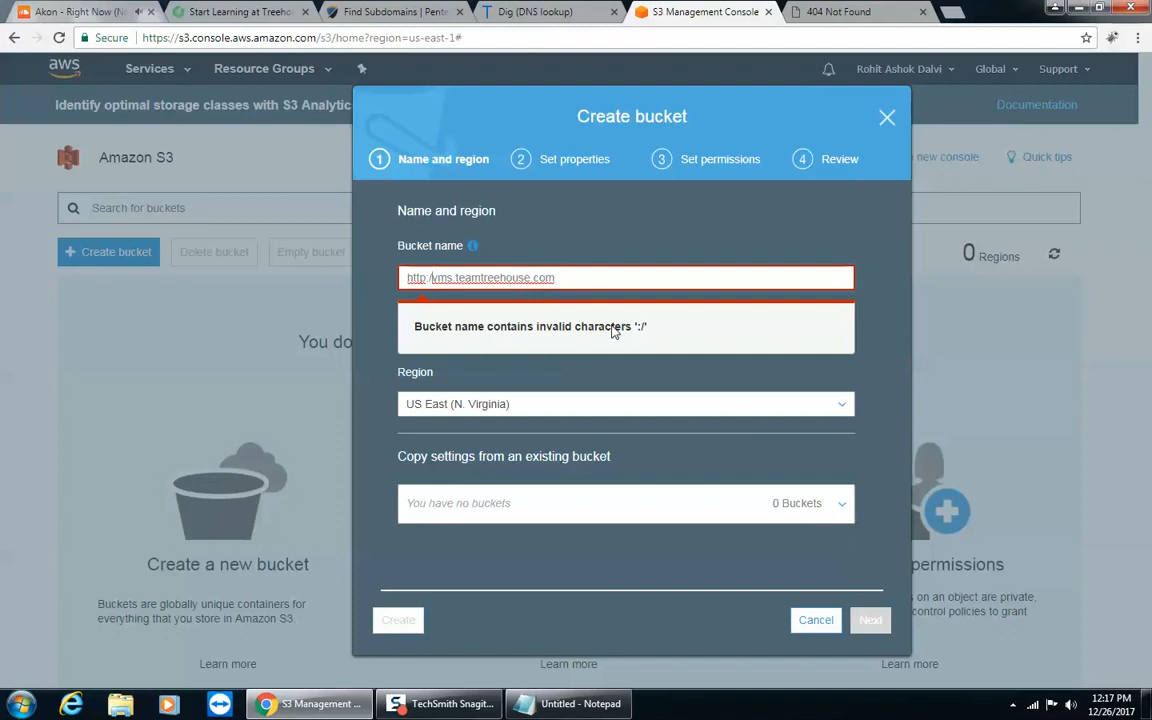 Akon - Right Now (N
Start Learning at Treeho
Find Subdomains | Pente
Dig (DNS lookup)
S3 Management Console
404 Not Found
Secure
https://s3.console.aws.amazon.com/s3/home?region=us-east-1#
aws
Services
Resource Groups
Rohit Ashok Dalvi
Global
Support
Identify optimal storage classes with S3 Analytic
Documentation
Create bucket
1 Name and region
2 Set properties
3 Set permissions
4 Review
Amazon S3
new console
Quick tips
Search for buckets
Name and region
Bucket name
+ Create bucket
Delete bucket
Empty bucket
0 Regions
http:/vms.teamtreehouse.com
Bucket name contains invalid characters ':/'
You do
Region
US East (N. Virginia)
Copy settings from an existing bucket
You have no buckets
0 Buckets
Create a new bucket
permissions
Buckets are globally unique containers for
everything that you store in Amazon S3.
on an object are private,
control policies to grant
Create
Cancel
Next
Learn more
Learn more
Learn more
S3 Management ...
TechSmith Snagit...
Untitled - Notepad
12:17 PM
12/26/2017